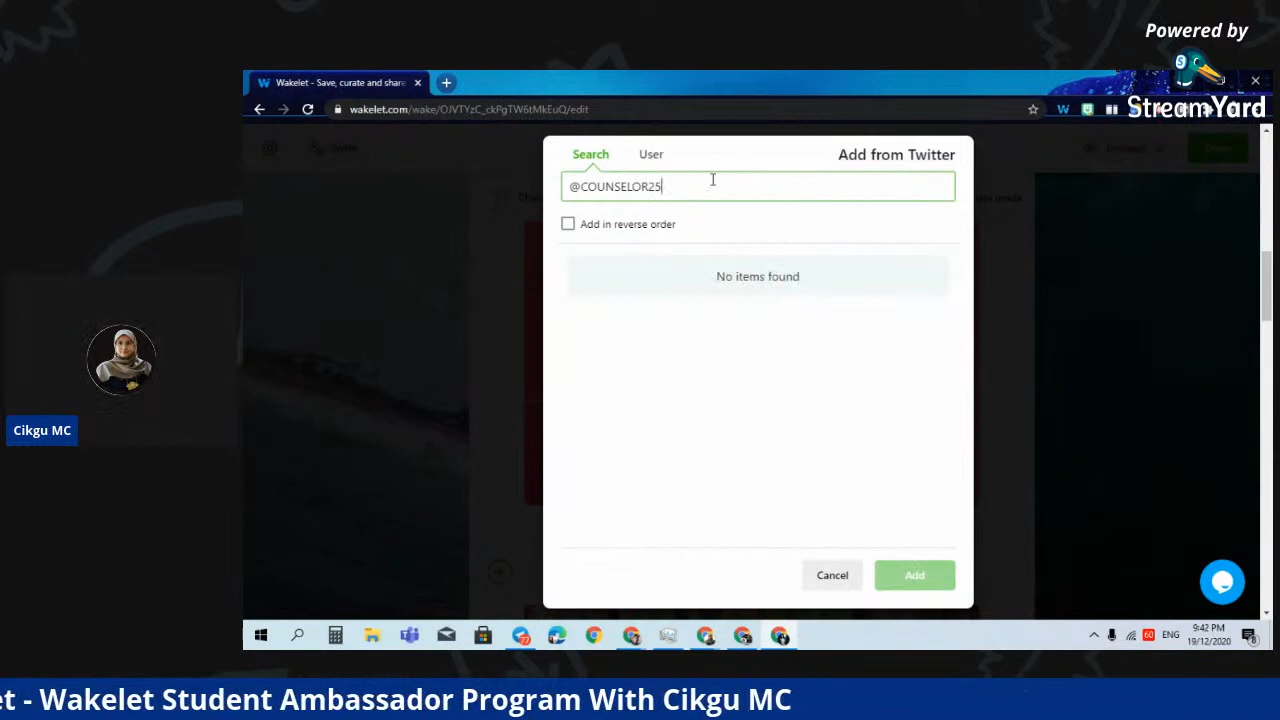 Powered by
StreamYard
Wakelet - Save, curate and share
wakelet.com/wake/OJVTYzC_ckPgTW6tMkEuQ/edit
Search
User
Add from Twitter
@COUNSELOR25
Add in reverse order
No items found
Cancel
Add
Cikgu MC
60
ENG
9:42 PM
19/12/2020
et - Wakelet Student Ambassador Program With Cikgu MC